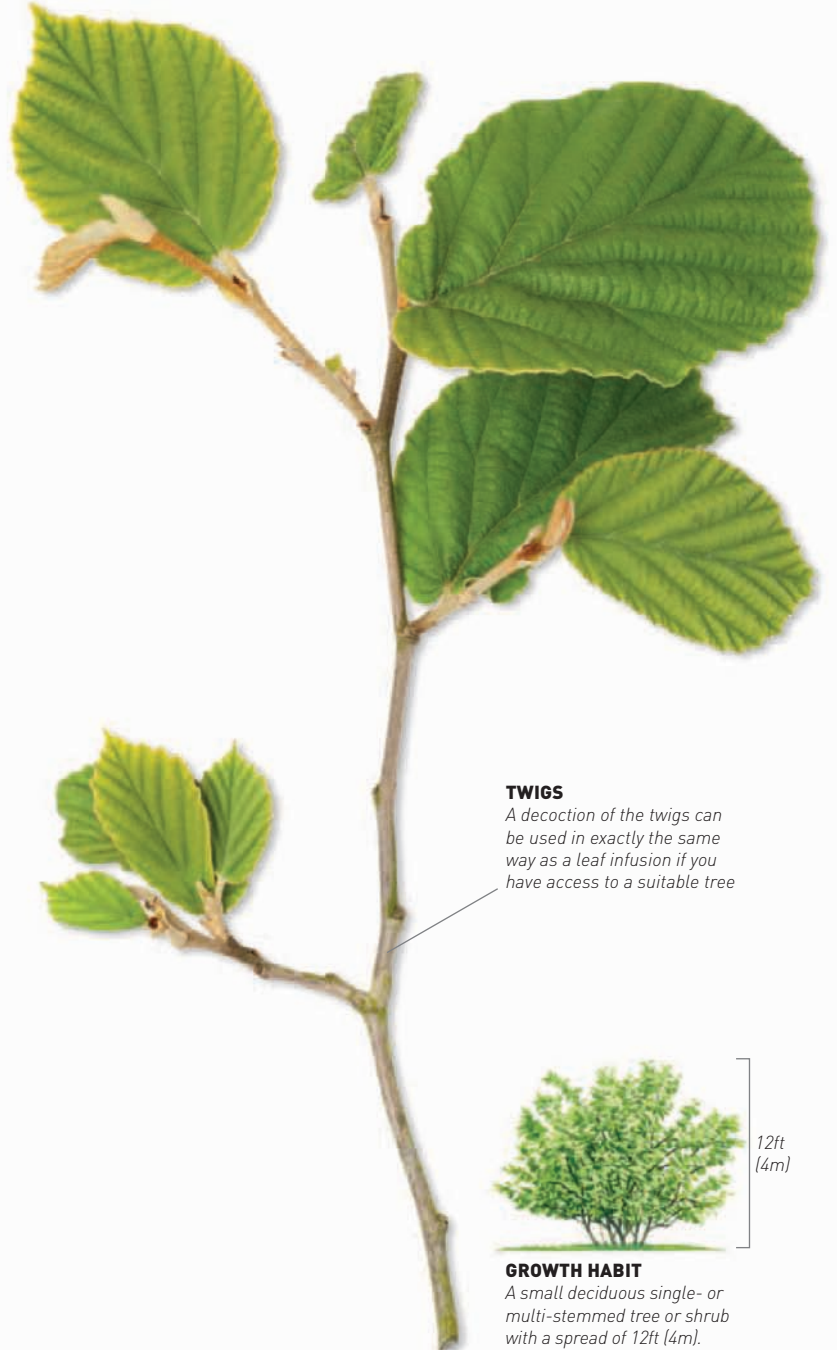 TWIGS
A decoction of the twigs can
be used in exactly the same
way as a leaf infusion if you
have access to a suitable tree
12ft
(4m)
GROWTH HABIT
A small deciduous single- or
multi-stemmed tree or shrub
with a spread of 12ft (4m).